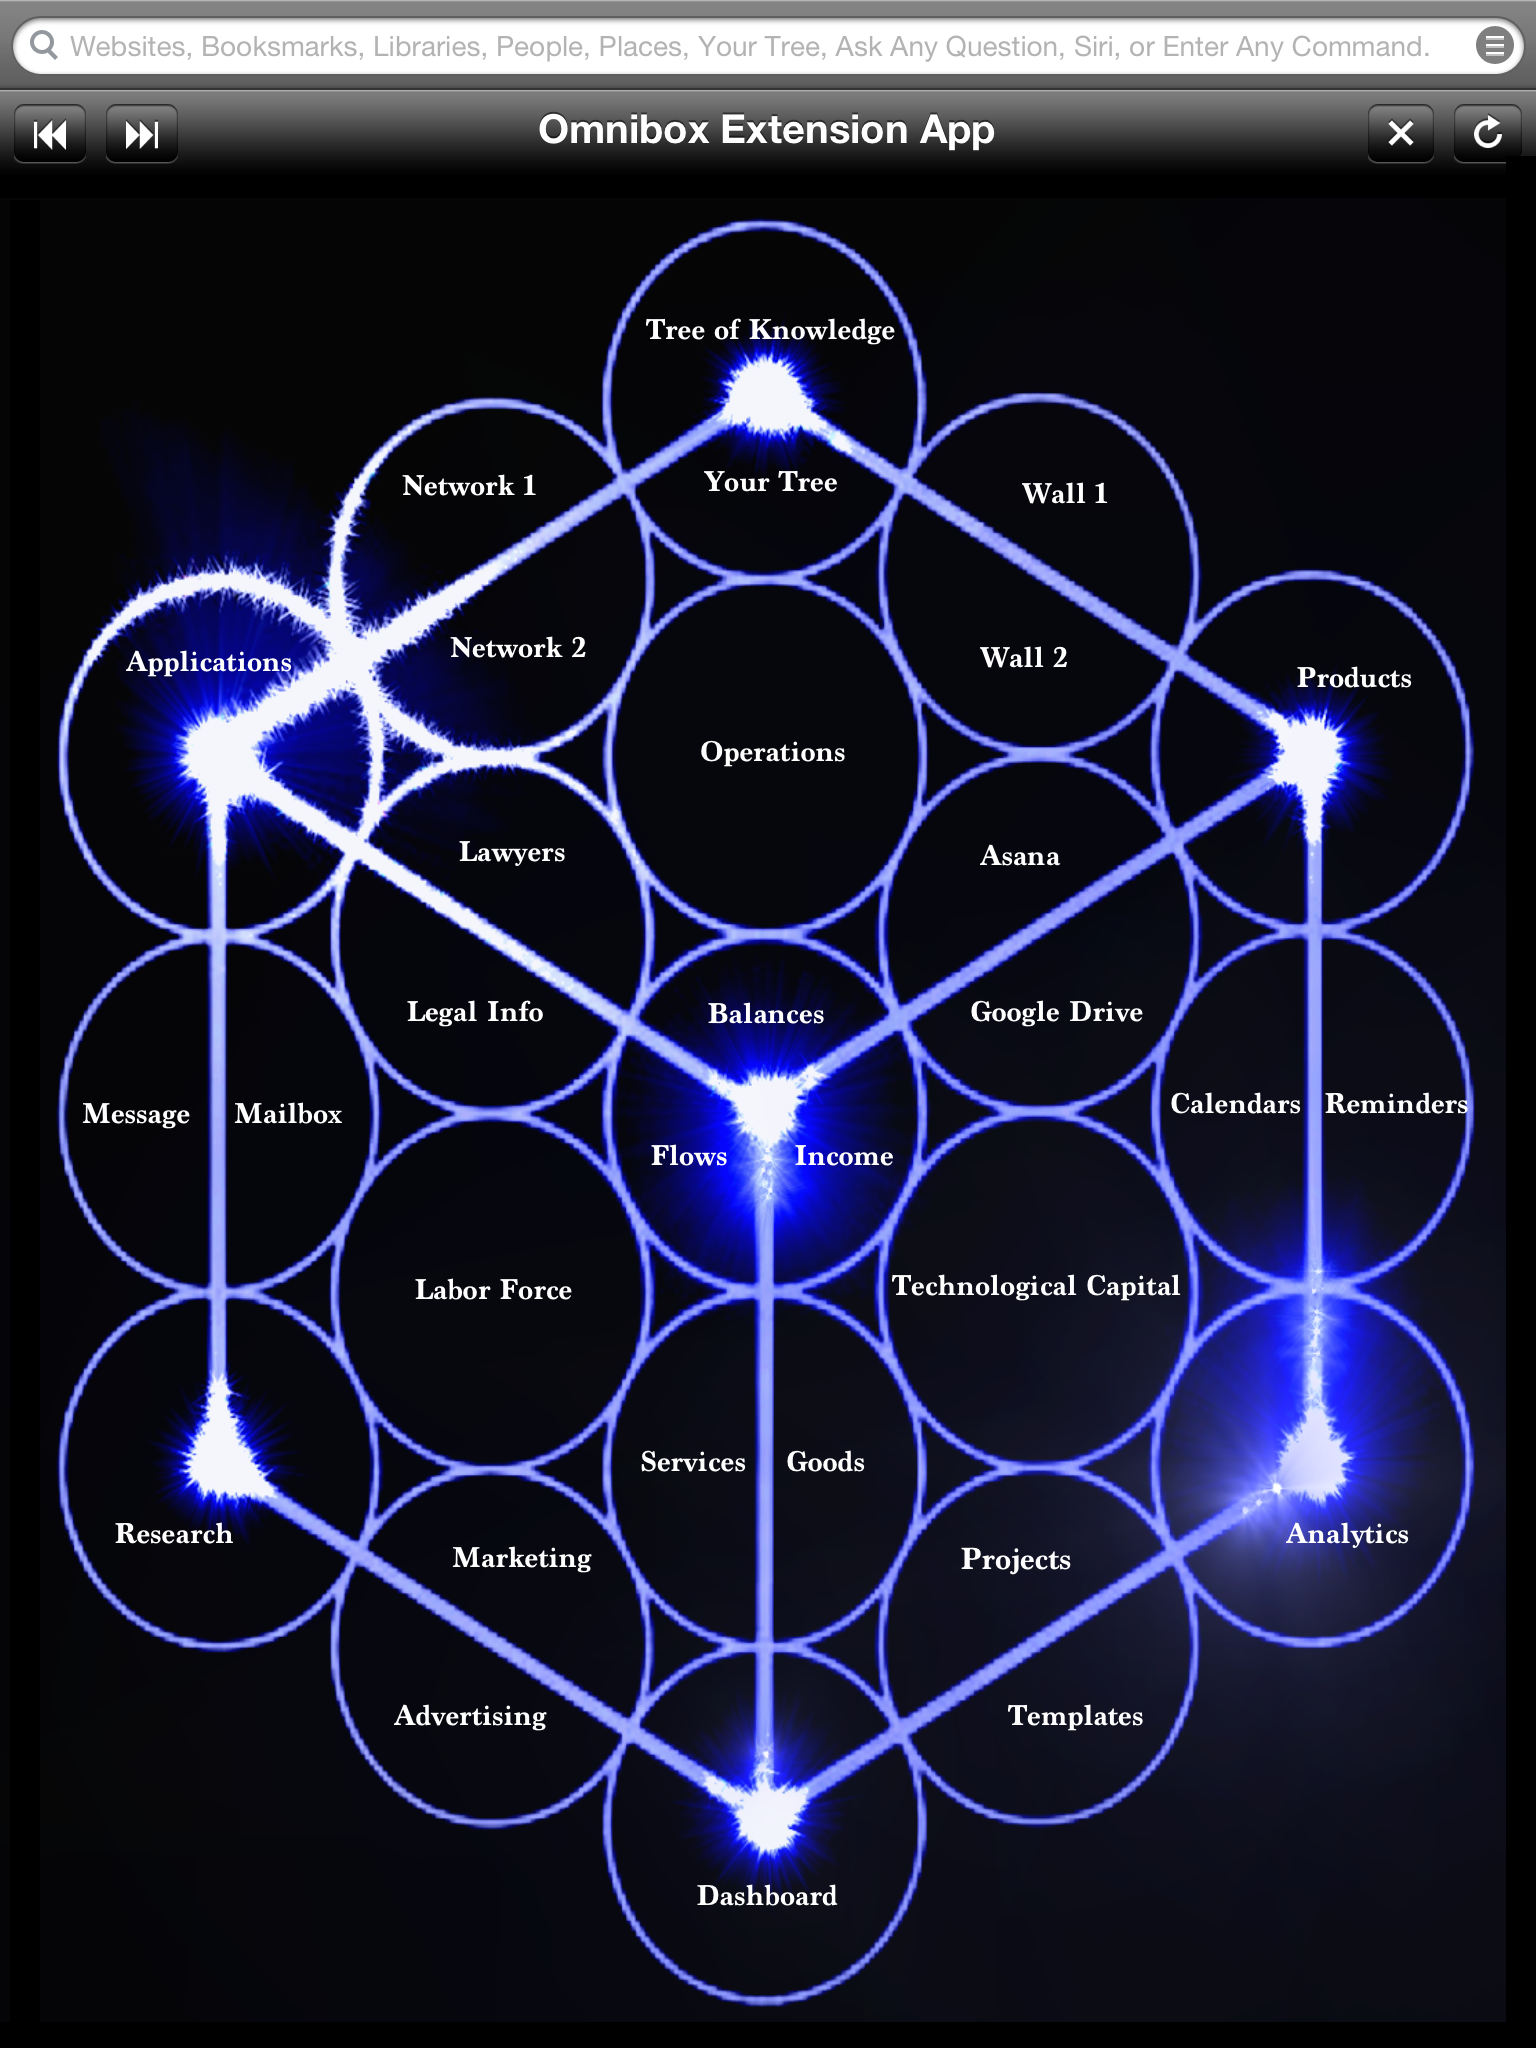 Websites, Booksmarks, Libraries, People, Places, Your Tree, Ask Any Question, Siri, or Enter Any Command.
Omnibox Extension App
Tree of Knowledge
Your Tree
Network 1
Wall 1
Network 2
Wall 2
Applications
Products
Operations
Lawyers
Asana
Legal Info
Balances
Google Drive
Message
Mailbox
Flows
Income
Calendars
Reminders
Labor Force
Technological Capital
Services
Goods
Research
Analytics
Marketing
Projects
Advertising
Templates
Dashboard